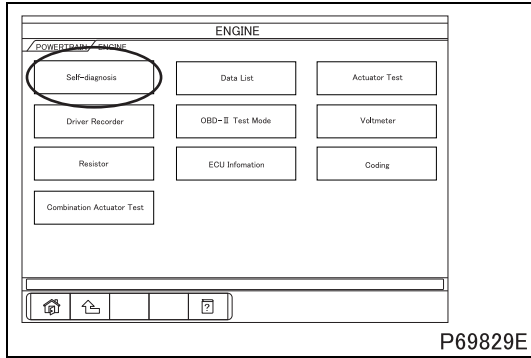 ENGINE
POWERTRAIN / ENGINE
Self-diagnosis Data List Actuator Test
Driver Recorder OBD-Ⅱ Test Mode Voltmeter
Resistor ECU Infomation Coding
Combination Actuator Test
?
P69829E